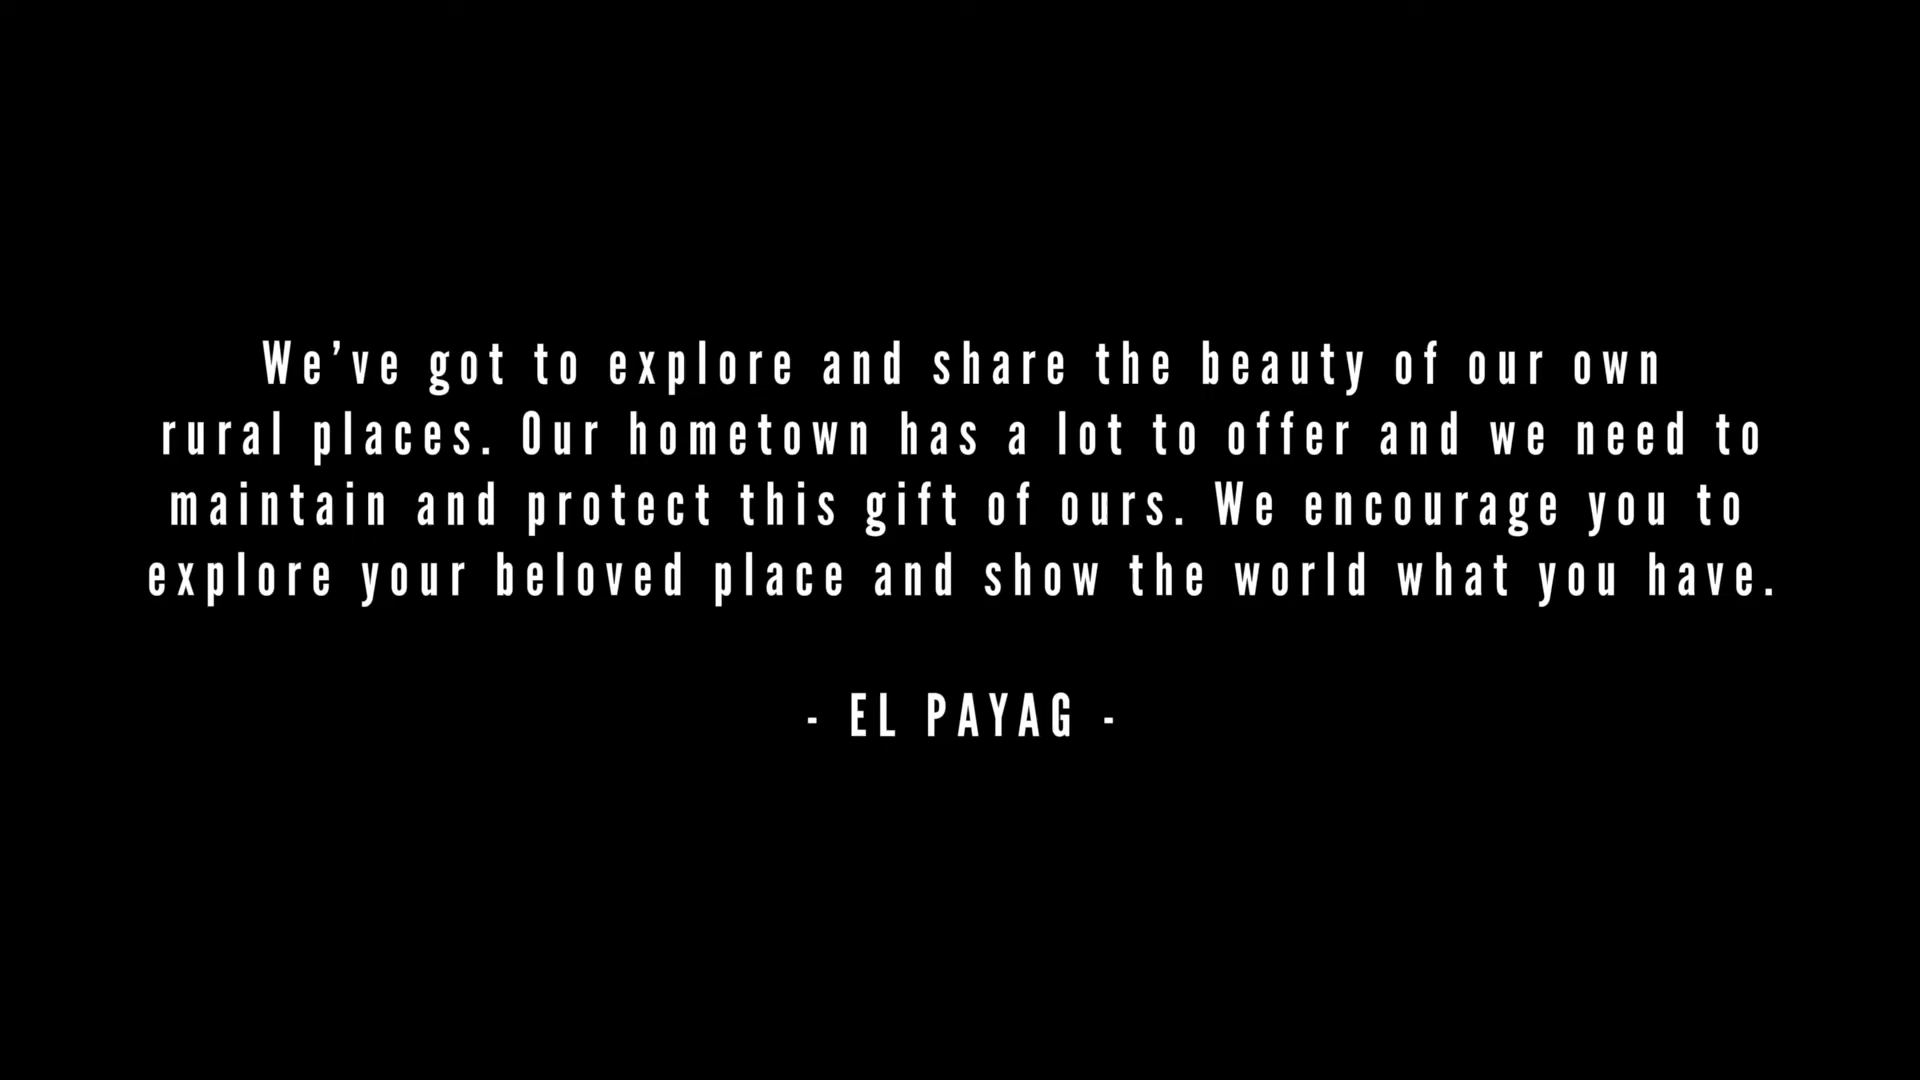 We’ve got to explore and share the beauty of our own
rural places. Our hometown has a lot to offer and we need to
maintain and protect this gift of ours. We encourage you to
explore your beloved place and show the world what you have.
- EL PAYAG -